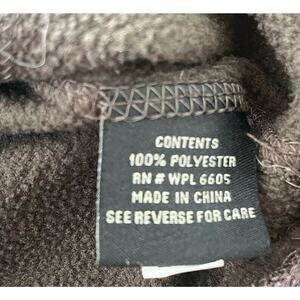 CONTENTS
100% POLYESTER
RN # WPL 6605
MADE IN CHINA
SEE REVERSE FOR CARE